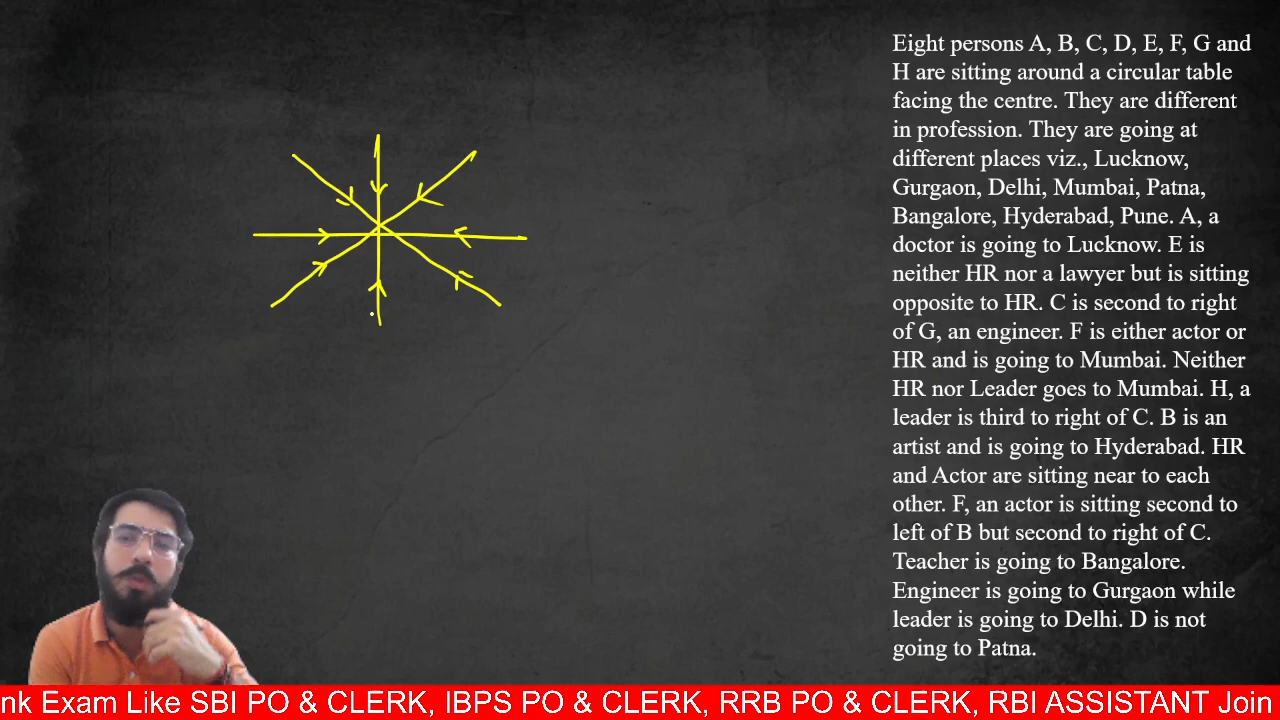 Eight persons A, B, C, D, E, F, G and
H are sitting around a circular table
facing the centre. They are different
in profession. They are going at
different places viz., Lucknow,
Gurgaon, Delhi, Mumbai, Patna,
Bangalore, Hyderabad, Pune. A, a
doctor is going to Lucknow. E is
neither HR nor a lawyer but is sitting
opposite to HR. C is second to right
of G, an engineer. F is either actor or
HR and is going to Mumbai. Neither
HR nor Leader goes to Mumbai. H, a
leader is third to right of C. B is an
artist and is going to Hyderabad. HR
and Actor are sitting near to each
other. F, an actor is sitting second to
left of B but second to right of C.
Teacher is going to Bangalore.
Engineer is going to Gurgaon while
leader is going to Delhi. D is not
going to Patna.
nk Exam Like SBI PO & CLERK, IBPS PO & CLERK, RRB PO & CLERK, RBI ASSISTANT Join